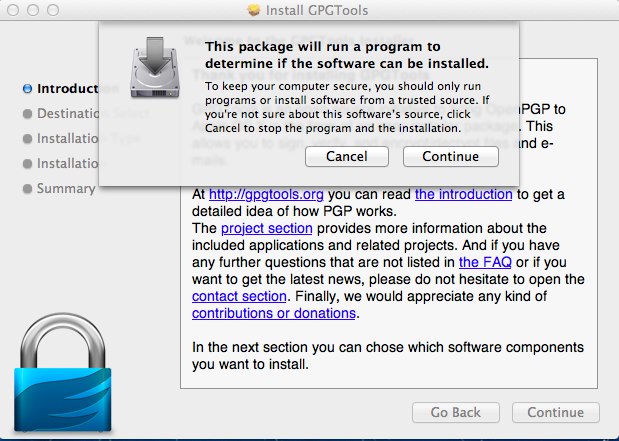 Install GPGTools
This package will run a program to
determine if the software can be installed.
To keep your computer secure, you should only run
programs or install software from a trusted source. If
you're not sure about this software's source, click
Cancel to stop the program and the installation.
Cancel
Continue
Introduction
Destination Select
Installation Type
Installation
Summary
Welcome to the GPGTools Installer
Thank you for installing GPGTools
OpenPGP to
package. This
allows you to sign, verify, and encrypt/decrypt files and e-
mails.
At http://gpgtools.org you can read the introduction to get a
detailed idea of how PGP works.
The project section provides more information about the
included applications and related projects. And if you have
any further questions that are not listed in the FAQ or if you
want to get the latest news, please do not hesitate to open the
contact section. Finally, we would appreciate any kind of
contributions or donations.
In the next section you can chose which software components
you want to install.
Go Back
Continue